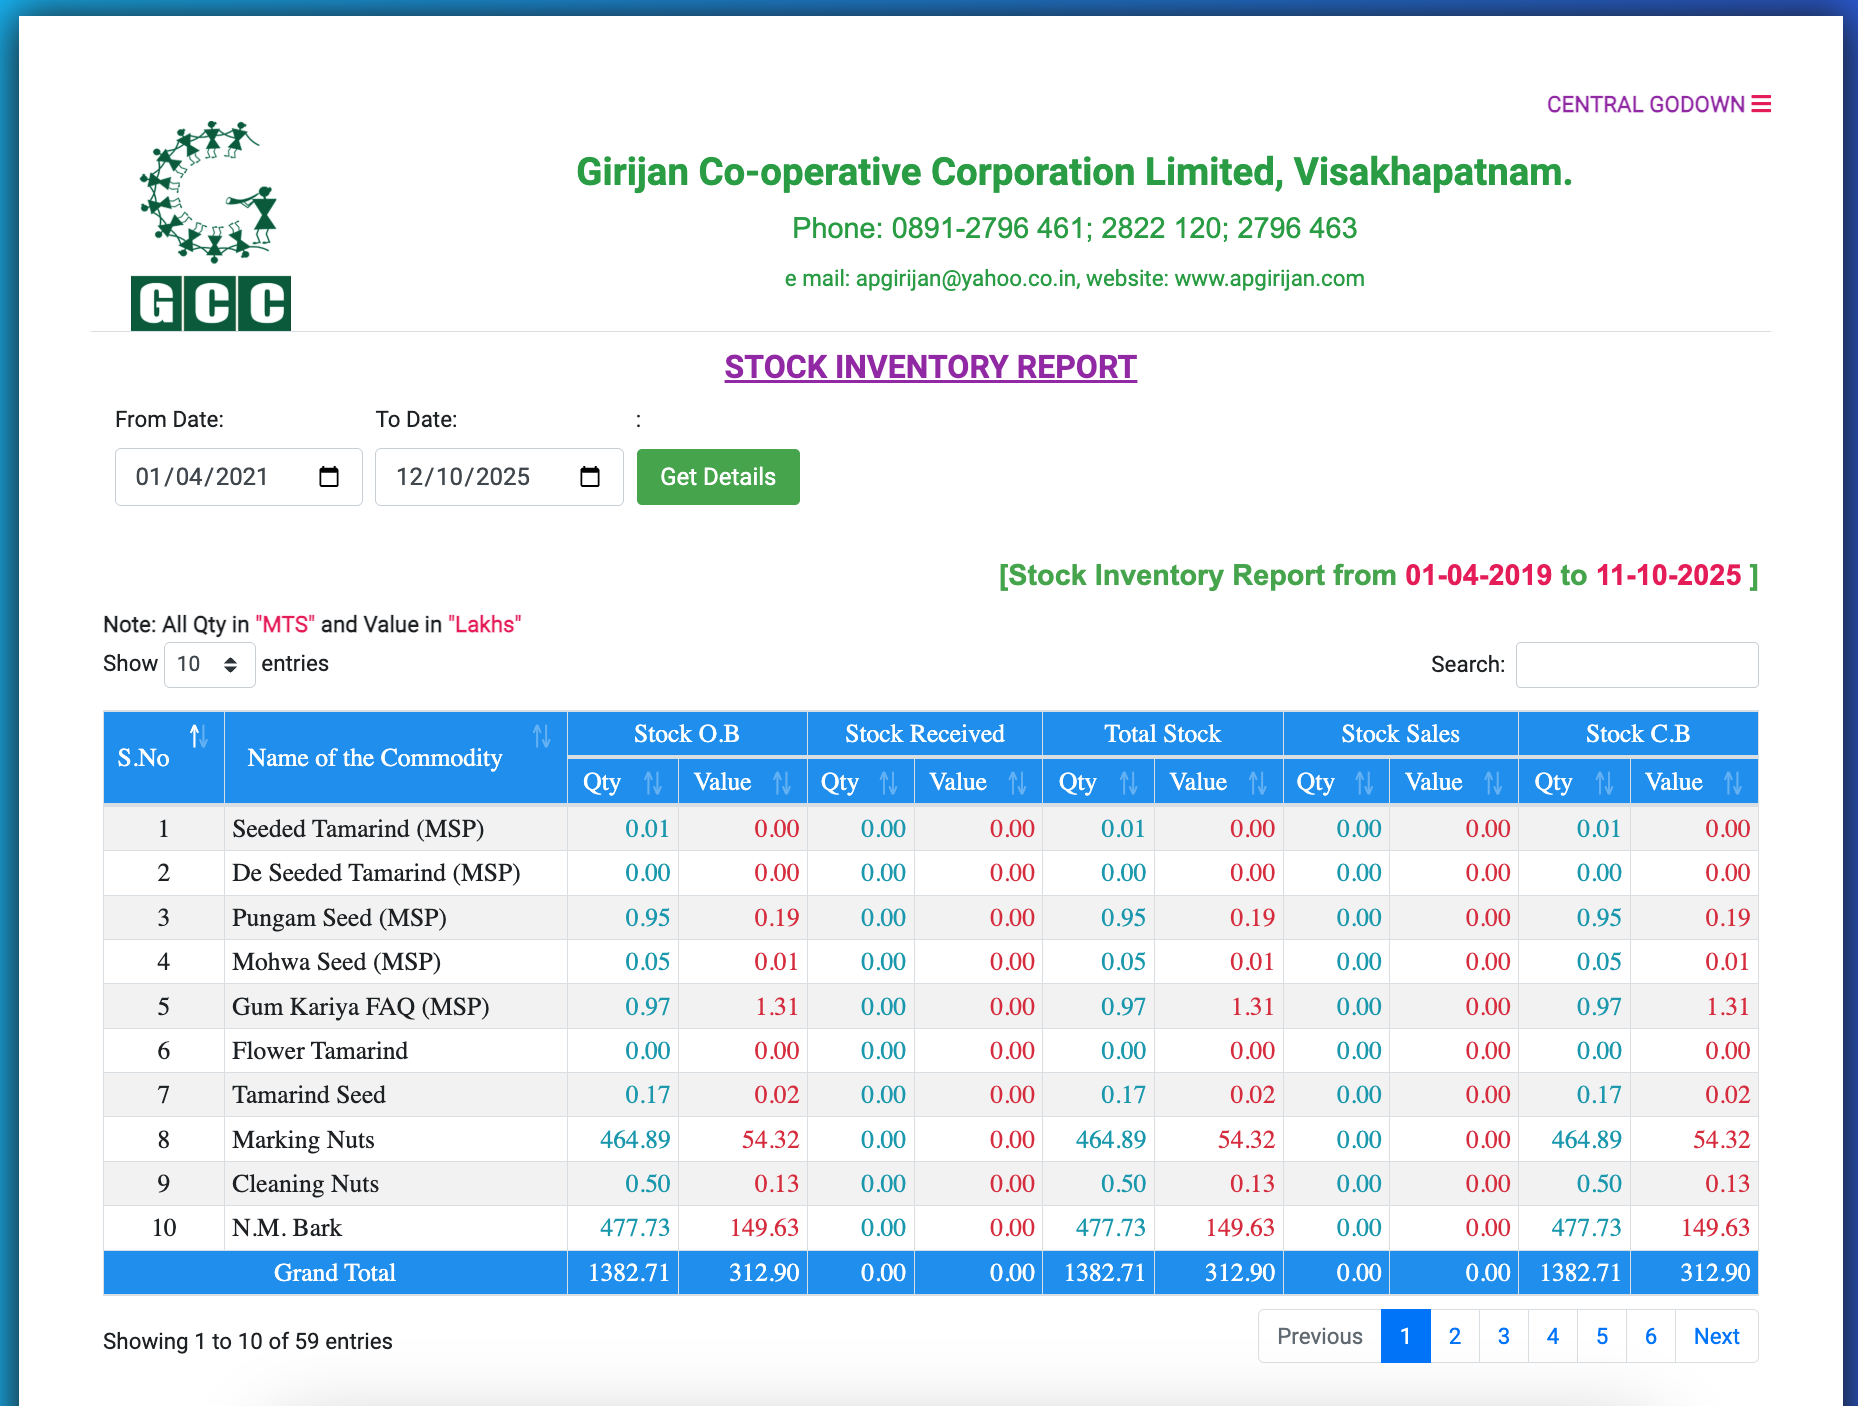 CENTRAL GODOWN
Girijan Co-operative Corporation Limited, Visakhapatnam.
Phone: 0891-2796 461; 2822 120; 2796 463
e mail: apgirijan@yahoo.co.in, website: www.apgirijan.com
GCC
STOCK INVENTORY REPORT
From Date: To Date: :
01/04/2021 12/10/2025 Get Details
[Stock Inventory Report from 01-04-2019 to 11-10-2025 ]
Note: All Qty in "MTS" and Value in "Lakhs"
Show 10 entries Search:
S.No Name of the Commodity Stock O.B Stock Received Total Stock Stock Sales Stock C.B
Qty Value Qty Value Qty Value Qty Value Qty Value
1 Seeded Tamarind (MSP) 0.01 0.00 0.00 0.00 0.01 0.00 0.00 0.00 0.01 0.00
2 De Seeded Tamarind (MSP) 0.00 0.00 0.00 0.00 0.00 0.00 0.00 0.00 0.00 0.00
3 Pungam Seed (MSP) 0.95 0.19 0.00 0.00 0.95 0.19 0.00 0.00 0.95 0.19
4 Mohwa Seed (MSP) 0.05 0.01 0.00 0.00 0.05 0.01 0.00 0.00 0.05 0.01
5 Gum Kariya FAQ (MSP) 0.97 1.31 0.00 0.00 0.97 1.31 0.00 0.00 0.97 1.31
6 Flower Tamarind 0.00 0.00 0.00 0.00 0.00 0.00 0.00 0.00 0.00 0.00
7 Tamarind Seed 0.17 0.02 0.00 0.00 0.17 0.02 0.00 0.00 0.17 0.02
8 Marking Nuts 464.89 54.32 0.00 0.00 464.89 54.32 0.00 0.00 464.89 54.32
9 Cleaning Nuts 0.50 0.13 0.00 0.00 0.50 0.13 0.00 0.00 0.50 0.13
10 N.M. Bark 477.73 149.63 0.00 0.00 477.73 149.63 0.00 0.00 477.73 149.63
Grand Total 1382.71 312.90 0.00 0.00 1382.71 312.90 0.00 0.00 1382.71 312.90
Showing 1 to 10 of 59 entries Previous 1 2 3 4 5 6 Next